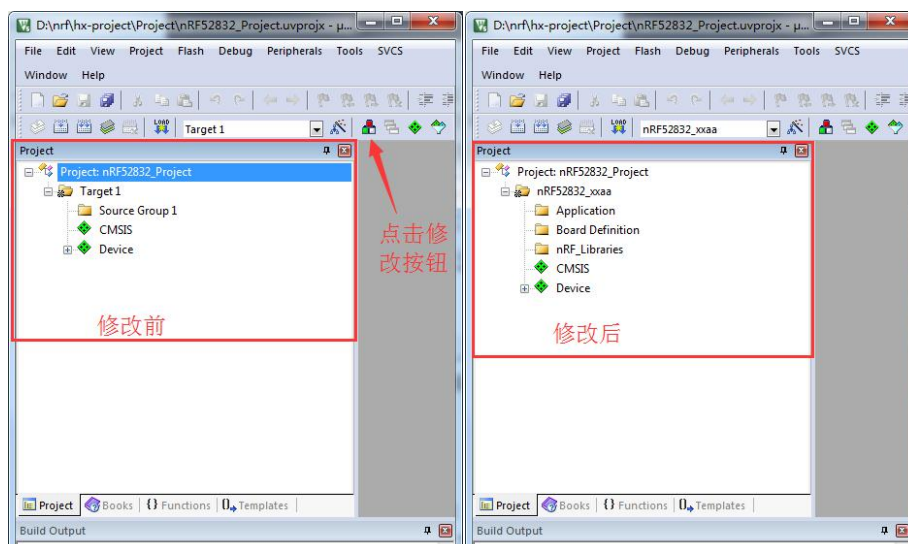 D:\nrf\hx-project\Project\nRF52832_Project.uvprojx - µ...
File Edit View Project Flash Debug Peripherals Tools SVCS
Window Help
LOAD
Target 1
Project
Project: nRF52832_Project
Target 1
Source Group 1
CMSIS
Device
点击修
改按钮
修改前
Project Books {} Functions 0 Templates
Build Output
D:\nrf\hx-project\Project\nRF52832_Project.uvprojx - µ...
File Edit View Project Flash Debug Peripherals Tools SVCS
Window Help
LOAD
nRF52832_xxaa
Project
Project: nRF52832_Project
nRF52832_xxaa
Application
Board Definition
nRF_Libraries
CMSIS
Device
修改后
Project Books {} Functions 0 Templates
Build Output